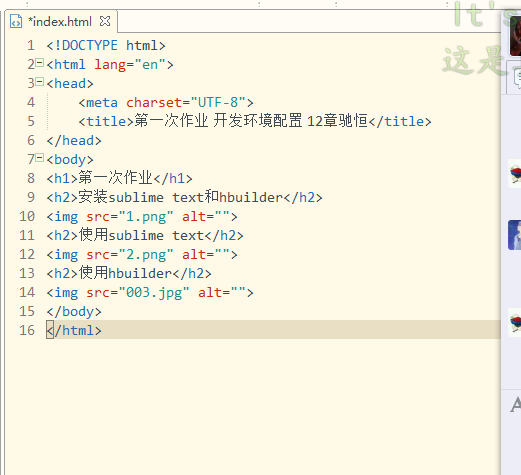 *index.html
It's
这是
1 <!DOCTYPE html>
2 <html lang="en">
3 <head>
4     <meta charset="UTF-8">
5     <title>第一次作业 开发环境配置 12章驰恒</title>
6 </head>
7 <body>
8 <h1>第一次作业</h1>
9 <h2>安装sublime text和hbuilder</h2>
10 <img src="1.png" alt="">
11 <h2>使用sublime text</h2>
12 <img src="2.png" alt="">
13 <h2>使用hbuilder</h2>
14 <img src="003.jpg" alt="">
15 </body>
16 </html>
A